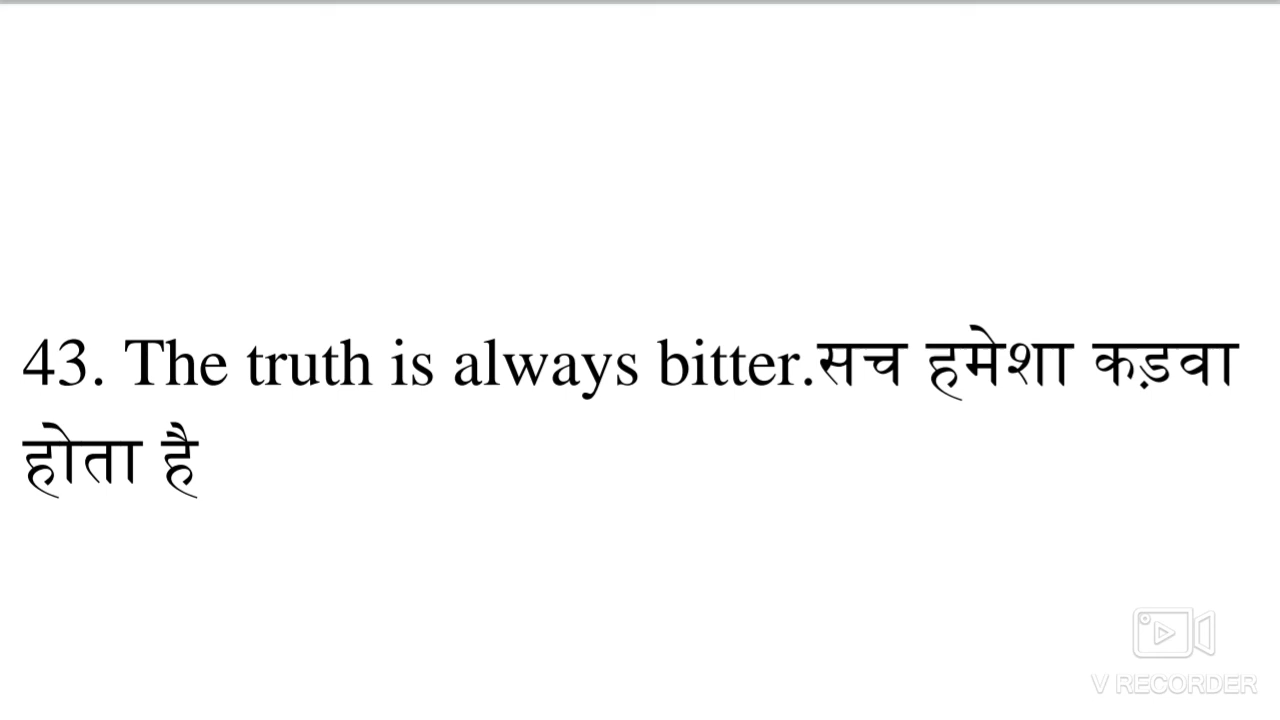 43. The truth is always bitter.सच हमेशा कड़वा
होता है
V RECORDER